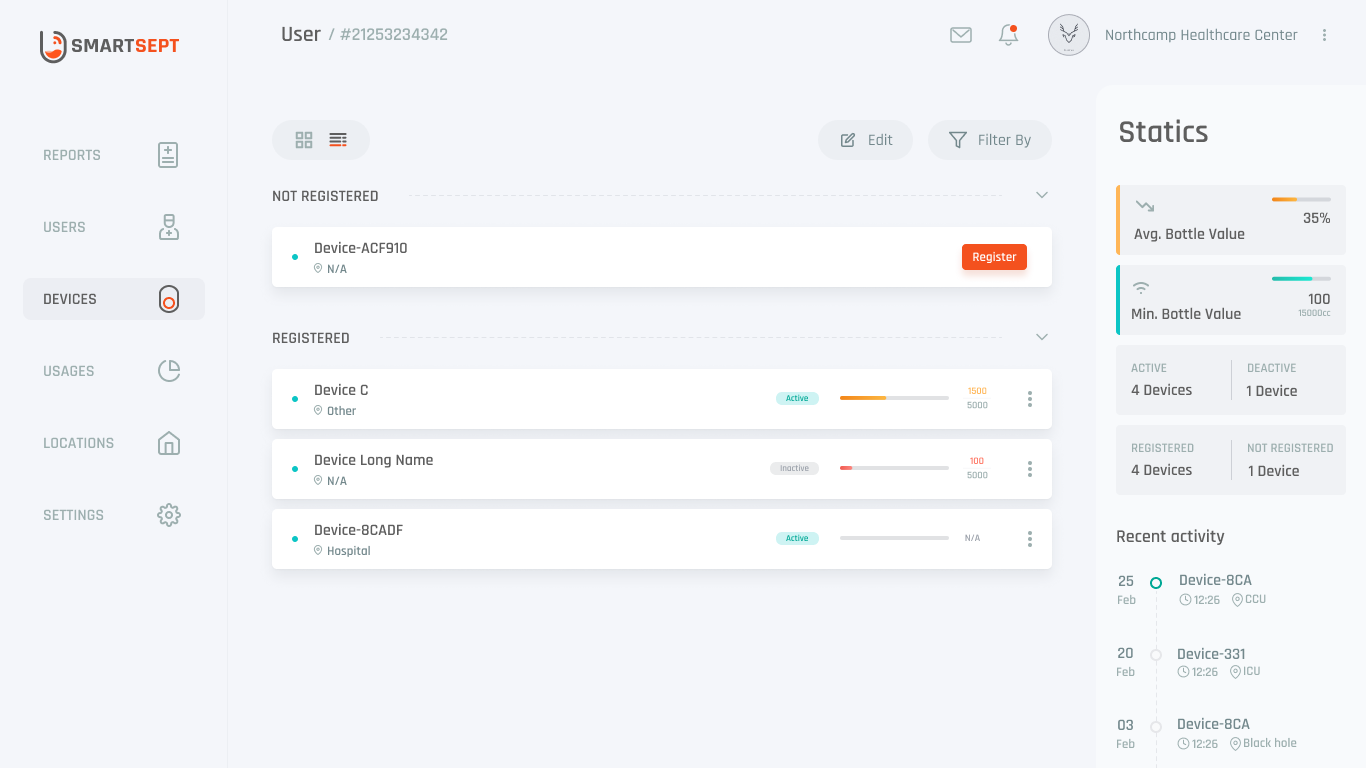 SMARTSEPT
User / #21253234342
Northcamp Healthcare Center
REPORTS
USERS
DEVICES
USAGES
LOCATIONS
SETTINGS
Edit
Filter By
NOT REGISTERED
Device-ACF910
N/A
Register
REGISTERED
Device C
Other
Active
1500
5000
Device Long Name
N/A
Inactive
100
5000
Device-8CADF
Hospital
Active
N/A
Statics
35%
Avg. Bottle Value
100
Min. Bottle Value
15000cc
ACTIVE
4 Devices
DEACTIVE
1 Device
REGISTERED
4 Devices
NOT REGISTERED
1 Device
Recent activity
25 Feb
Device-8CA
12:26 CCU
20 Feb
Device-331
12:26 ICU
03 Feb
Device-8CA
12:26 Black hole